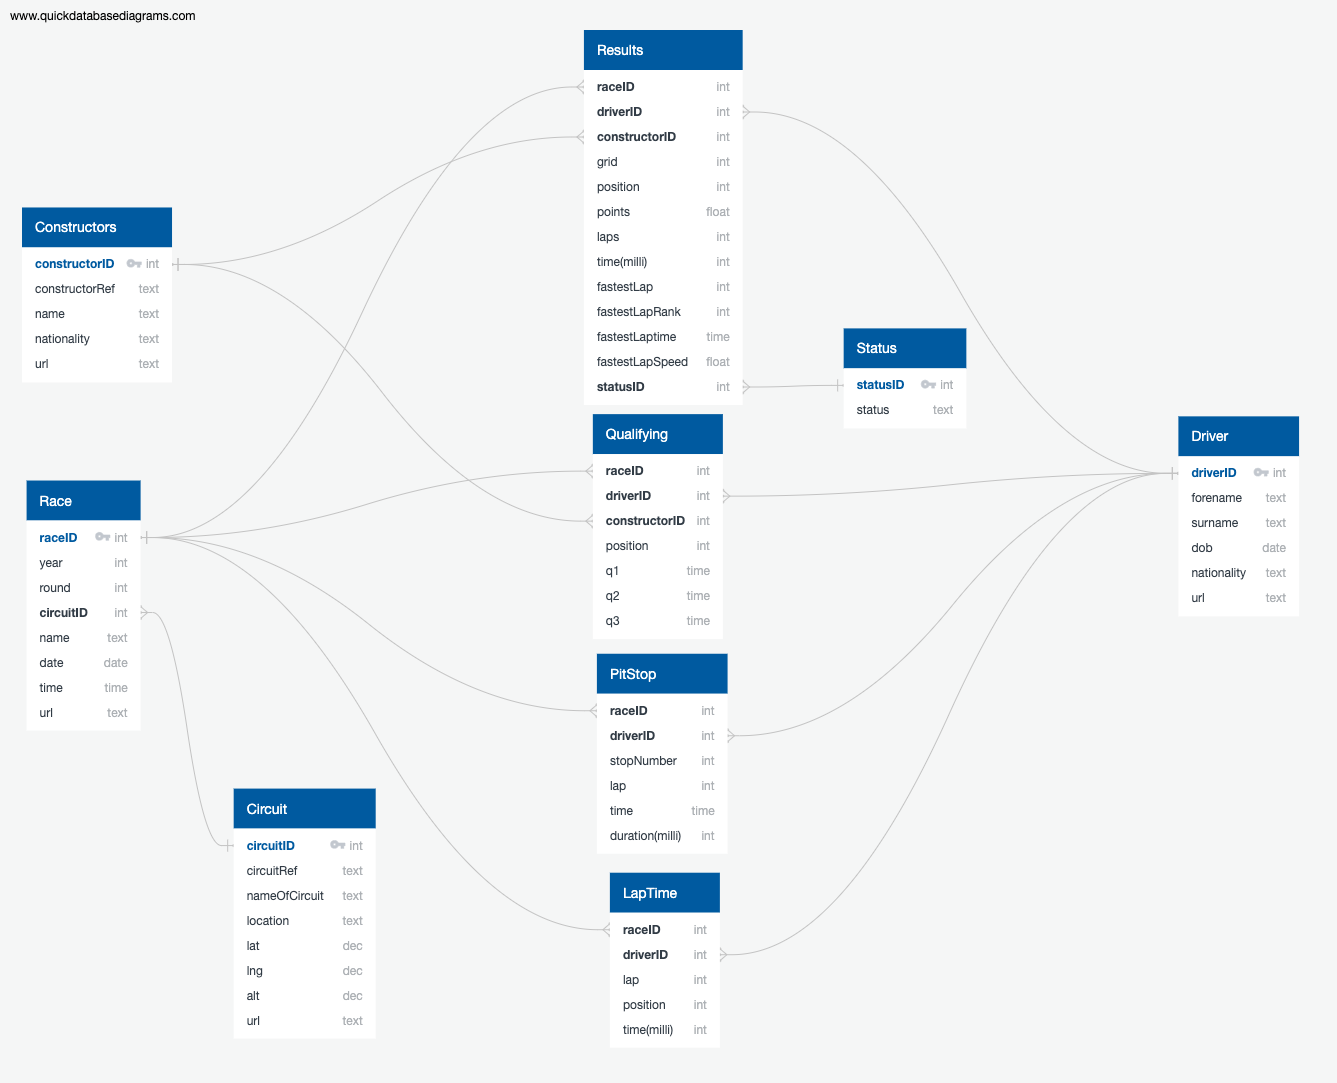 www.quickdatabasediagrams.com
Results
raceID int
driverID int
constructorID int
grid int
position int
points float
laps int
time(milli) int
fastestLap int
fastestLapRank int
fastestLaptime time
fastestLapSpeed float
statusID int
Constructors
constructorID int
constructorRef text
name text
nationality text
url text
Status
statusID int
status text
Qualifying
raceID int
driverID int
constructorID int
position int
q1 time
q2 time
q3 time
Driver
driverID int
forename text
surname text
dob date
nationality text
url text
Race
raceID int
year int
round int
circuitID int
name text
date date
time time
url text
PitStop
raceID int
driverID int
stopNumber int
lap int
time time
duration(milli) int
Circuit
circuitID int
circuitRef text
nameOfCircuit text
location text
lat dec
lng dec
alt dec
url text
LapTime
raceID int
driverID int
lap int
position int
time(milli) int